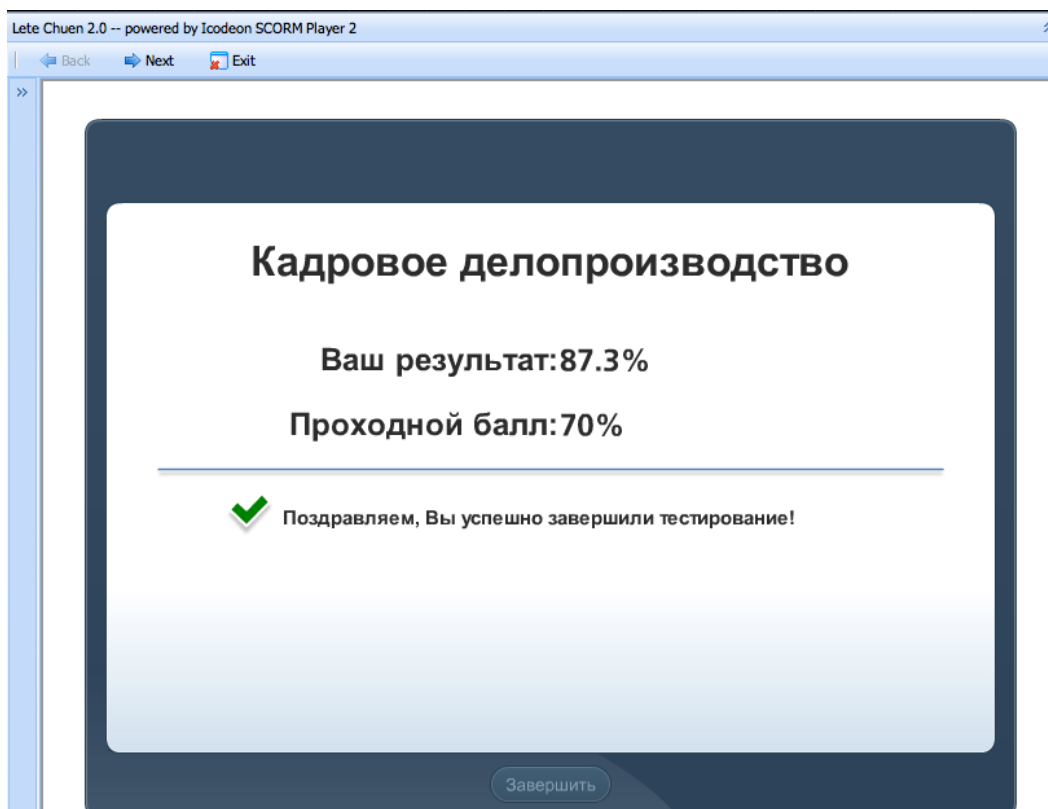 Lete Chuen 2.0 -- powered by Icodeon SCORM Player 2
Back Next Exit
Кадровое делопроизводство
Ваш результат:87.3%
Проходной балл:70%
Поздравляем, Вы успешно завершили тестирование!
Завершить